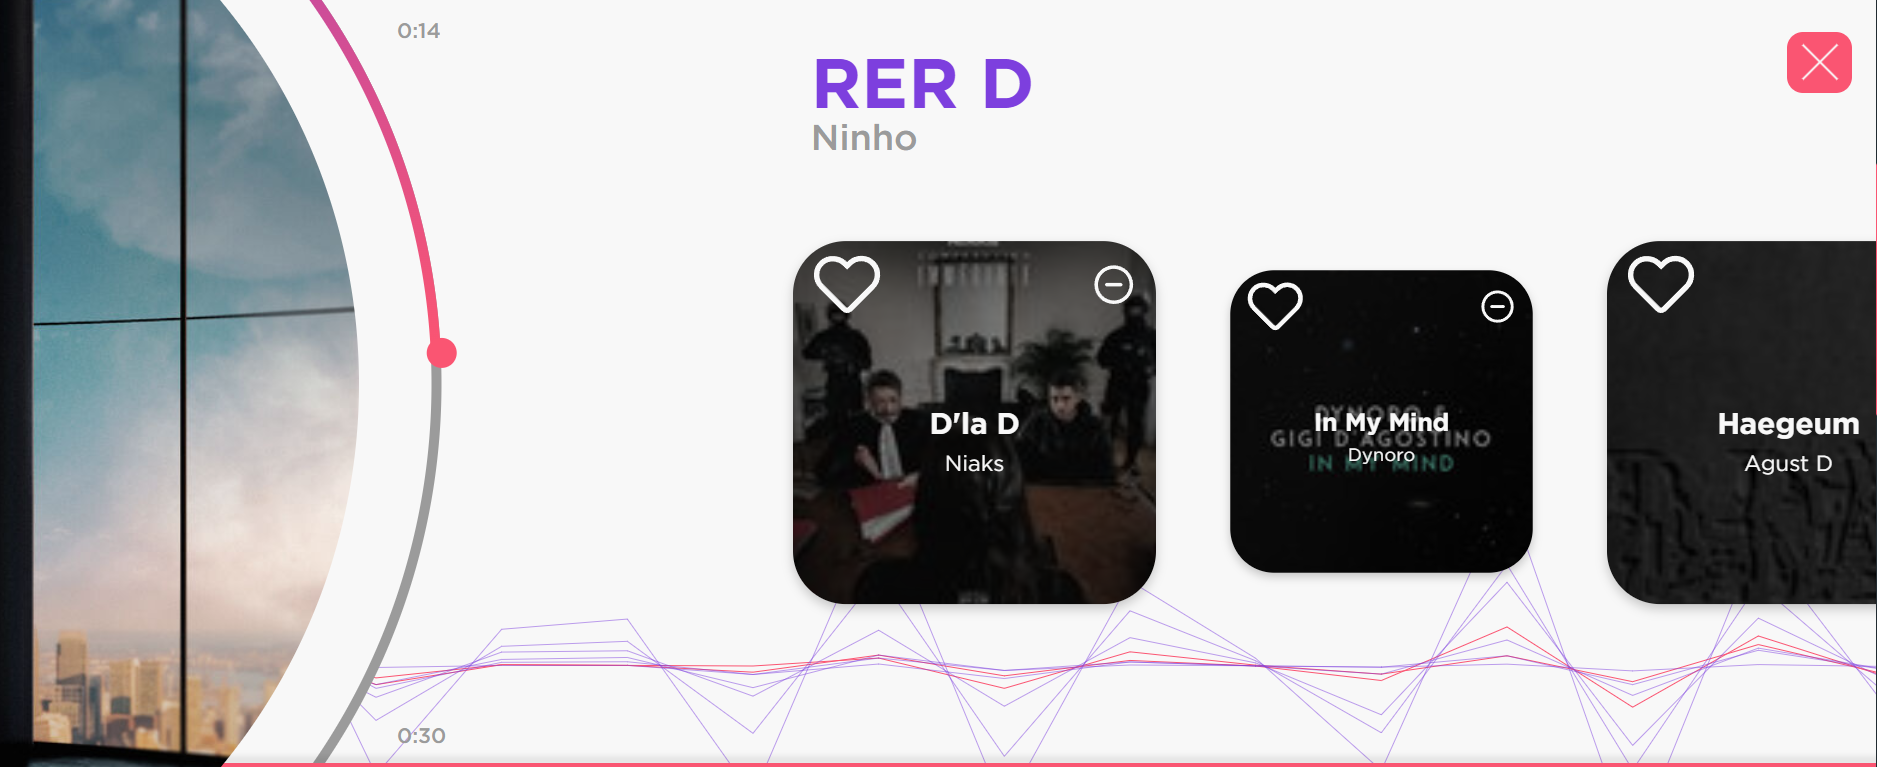 0:14
RER D
Ninho
D'la D
Niaks
In My Mind
Dynoro
DYNORO &
GIGI D'AGOSTINO
IN MY MIND
Haegeum
Agust D
0:30